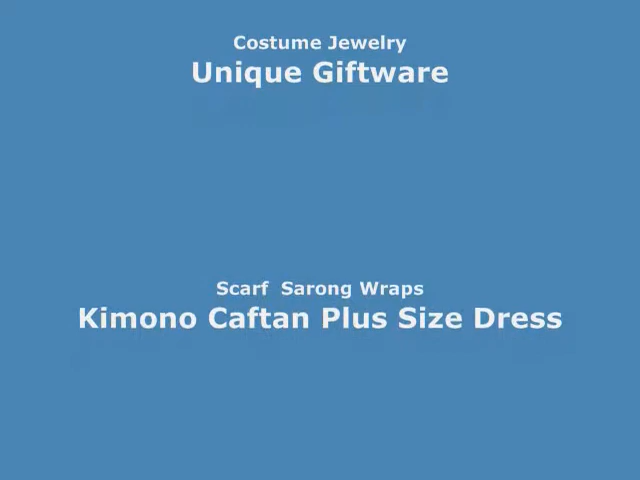 Costume Jewelry
Unique Giftware
Scarf  Sarong Wraps
Kimono Caftan Plus Size Dress